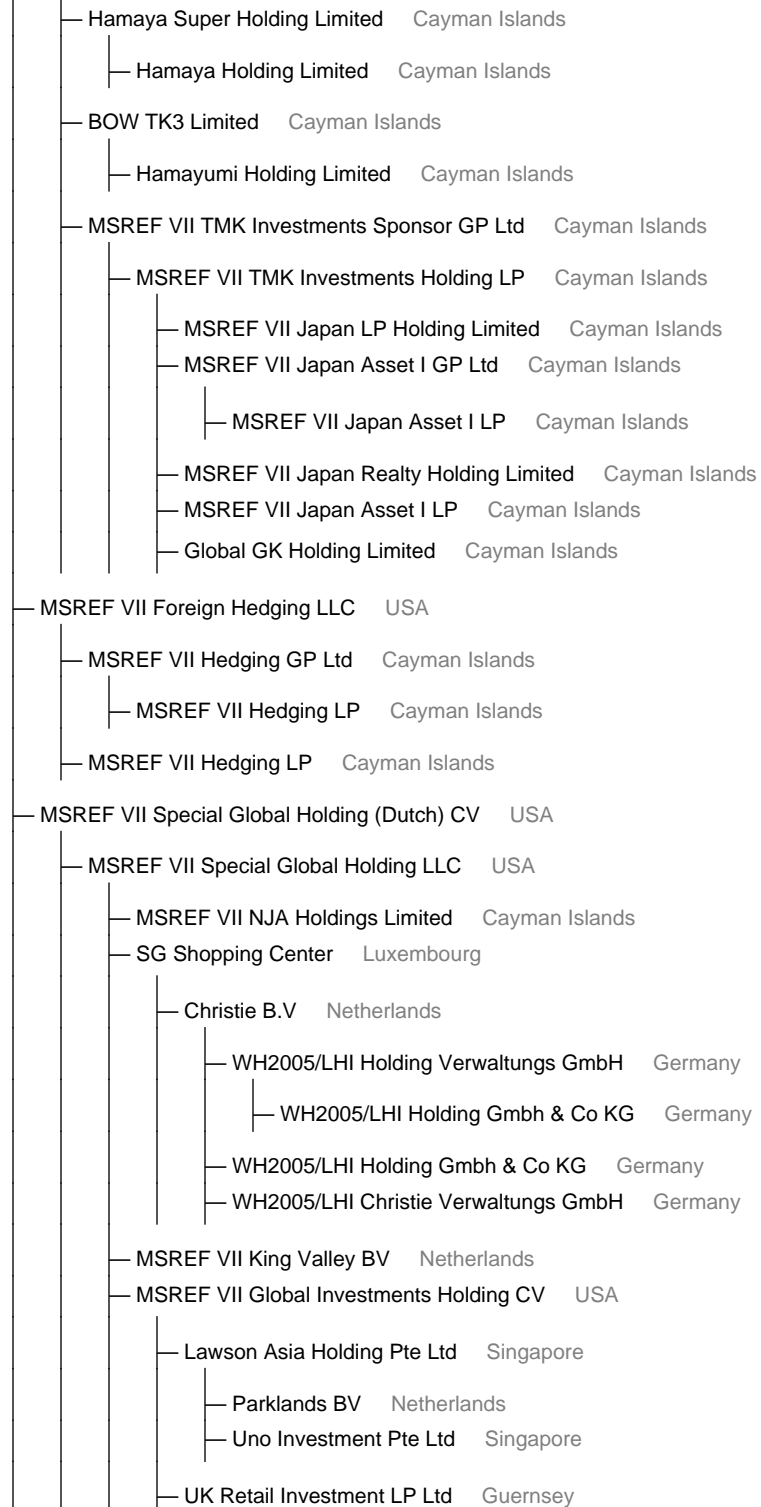 Hamaya Super Holding Limited Cayman Islands
Hamaya Holding Limited Cayman Islands
BOW TK3 Limited Cayman Islands
Hamayumi Holding Limited Cayman Islands
MSREF VII TMK Investments Sponsor GP Ltd Cayman Islands
MSREF VII TMK Investments Holding LP Cayman Islands
MSREF VII Japan LP Holding Limited Cayman Islands
MSREF VII Japan Asset I GP Ltd Cayman Islands
MSREF VII Japan Asset I LP Cayman Islands
MSREF VII Japan Realty Holding Limited Cayman Islands
MSREF VII Japan Asset I LP Cayman Islands
Global GK Holding Limited Cayman Islands
MSREF VII Foreign Hedging LLC USA
MSREF VII Hedging GP Ltd Cayman Islands
MSREF VII Hedging LP Cayman Islands
MSREF VII Hedging LP Cayman Islands
MSREF VII Special Global Holding (Dutch) CV USA
MSREF VII Special Global Holding LLC USA
MSREF VII NJA Holdings Limited Cayman Islands
SG Shopping Center Luxembourg
Christie B.V Netherlands
WH2005/LHI Holding Verwaltungs GmbH Germany
WH2005/LHI Holding Gmbh & Co KG Germany
WH2005/LHI Holding Gmbh & Co KG Germany
WH2005/LHI Christie Verwaltungs GmbH Germany
MSREF VII King Valley BV Netherlands
MSREF VII Global Investments Holding CV USA
Lawson Asia Holding Pte Ltd Singapore
Parklands BV Netherlands
Uno Investment Pte Ltd Singapore
UK Retail Investment LP Ltd Guernsey